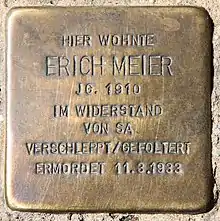 HIER WOHNTE
ERICH MEIER
JG. 1910
IM WIDERSTAND
VON SA
VERSCHLEPPT/GEFOLTERT
ERMORDET 11.3.1933